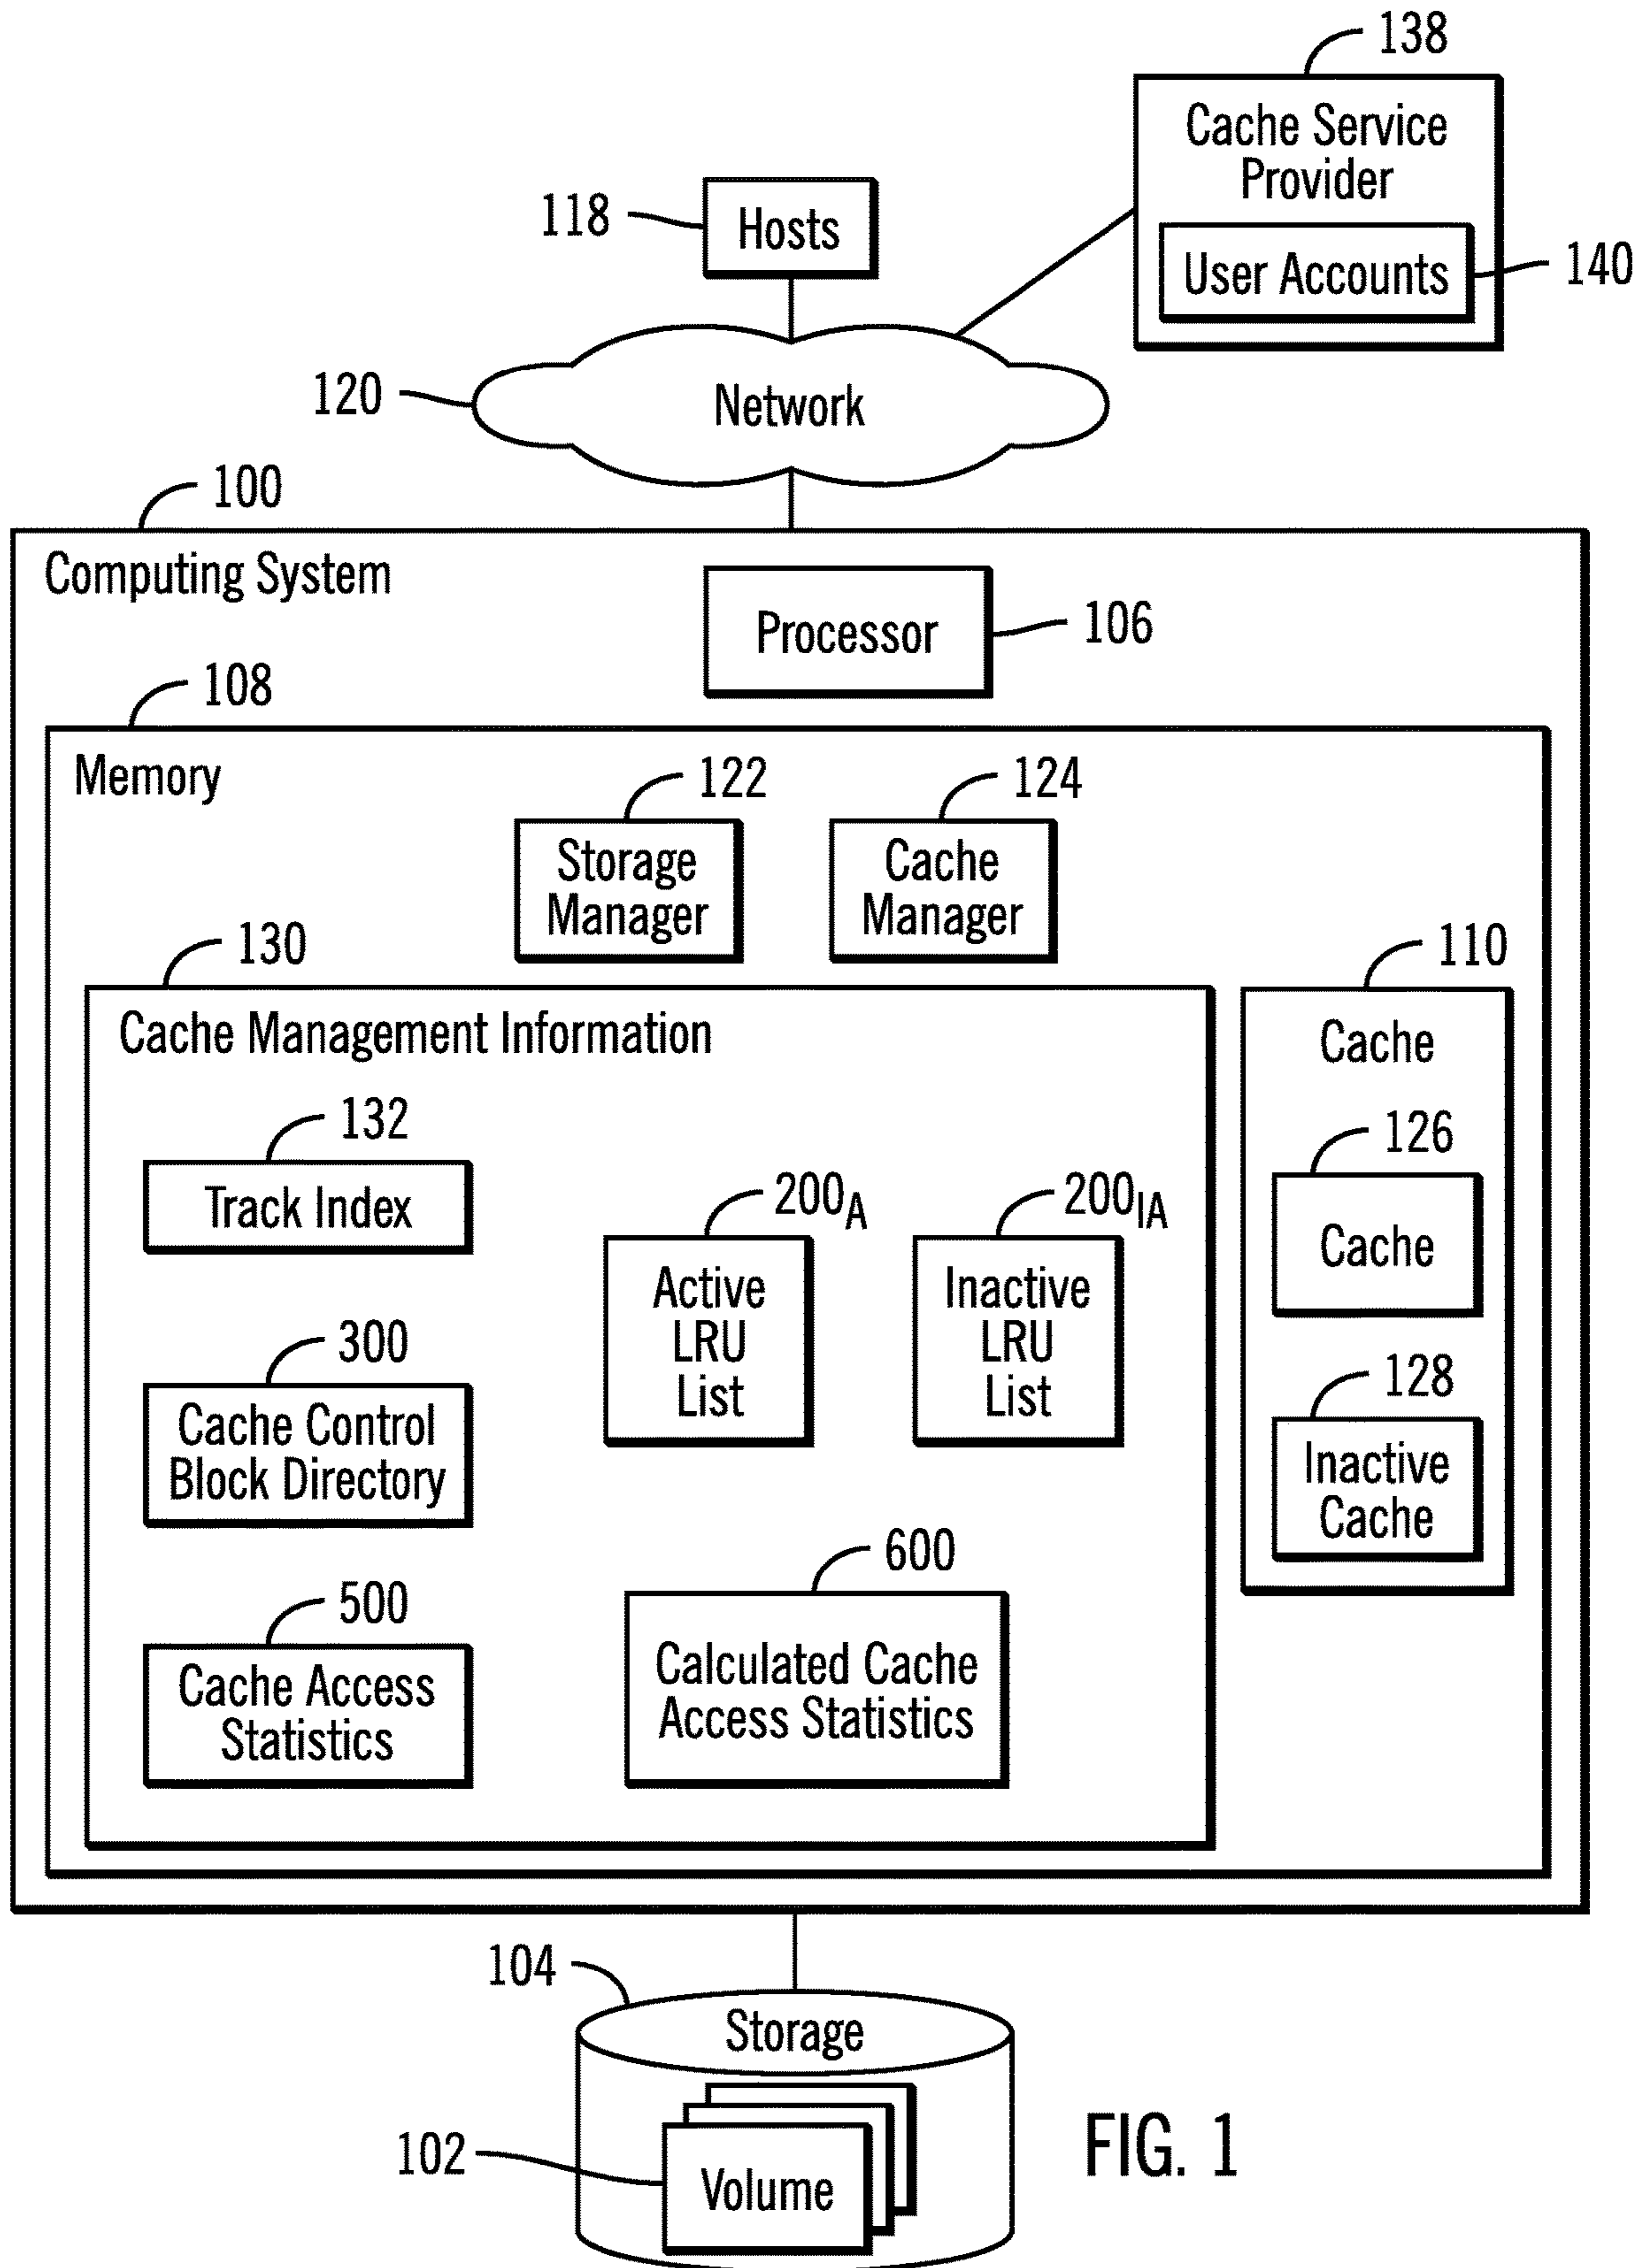 138
Cache Service
Provider
118
Hosts
User Accounts
140
120
Network
100
Computing System
Processor
106
108
Memory
122
124
Storage
Manager
Cache
Manager
130
110
Cache Management Information
Cache
132
Track Index
126
Cache
200A
200IA
Active
LRU
List
Inactive
LRU
List
300
Cache Control
Block Directory
128
Inactive
Cache
500
Cache Access
Statistics
600
Calculated Cache
Access Statistics
104
Storage
102
Volume
FIG. 1